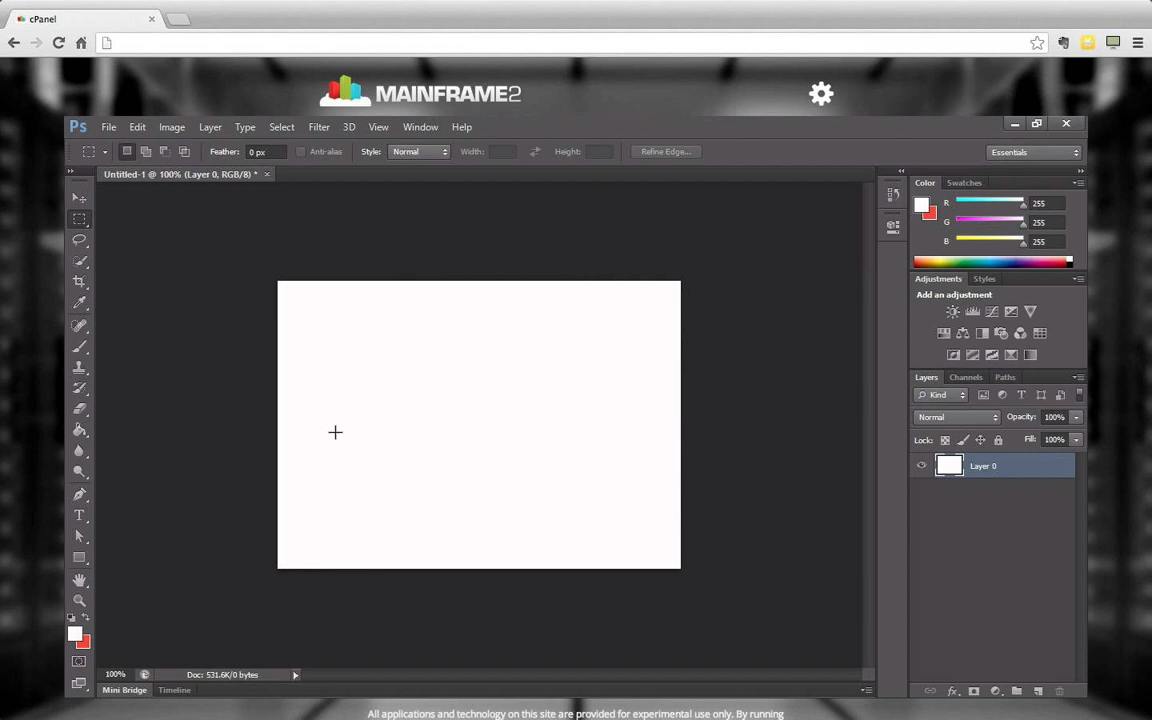 cPanel
MAINFRAME2
Ps File Edit Image Layer Type Select Filter 3D View Window Help
Feather: 0 px Anti-alias Style: Normal Width: Height: Refine Edge... Essentials
Untitled-1 @ 100% (Layer 0, RGB/8) *
Color Swatches
R 255
G 255
B 255
Adjustments Styles
Add an adjustment
Layers Channels Paths
Kind
Normal Opacity: 100%
Lock: Fill: 100%
Layer 0
100% Doc: 531.6K/0 bytes
Mini Bridge Timeline
All applications and technology on this site are provided for experimental use only. By running